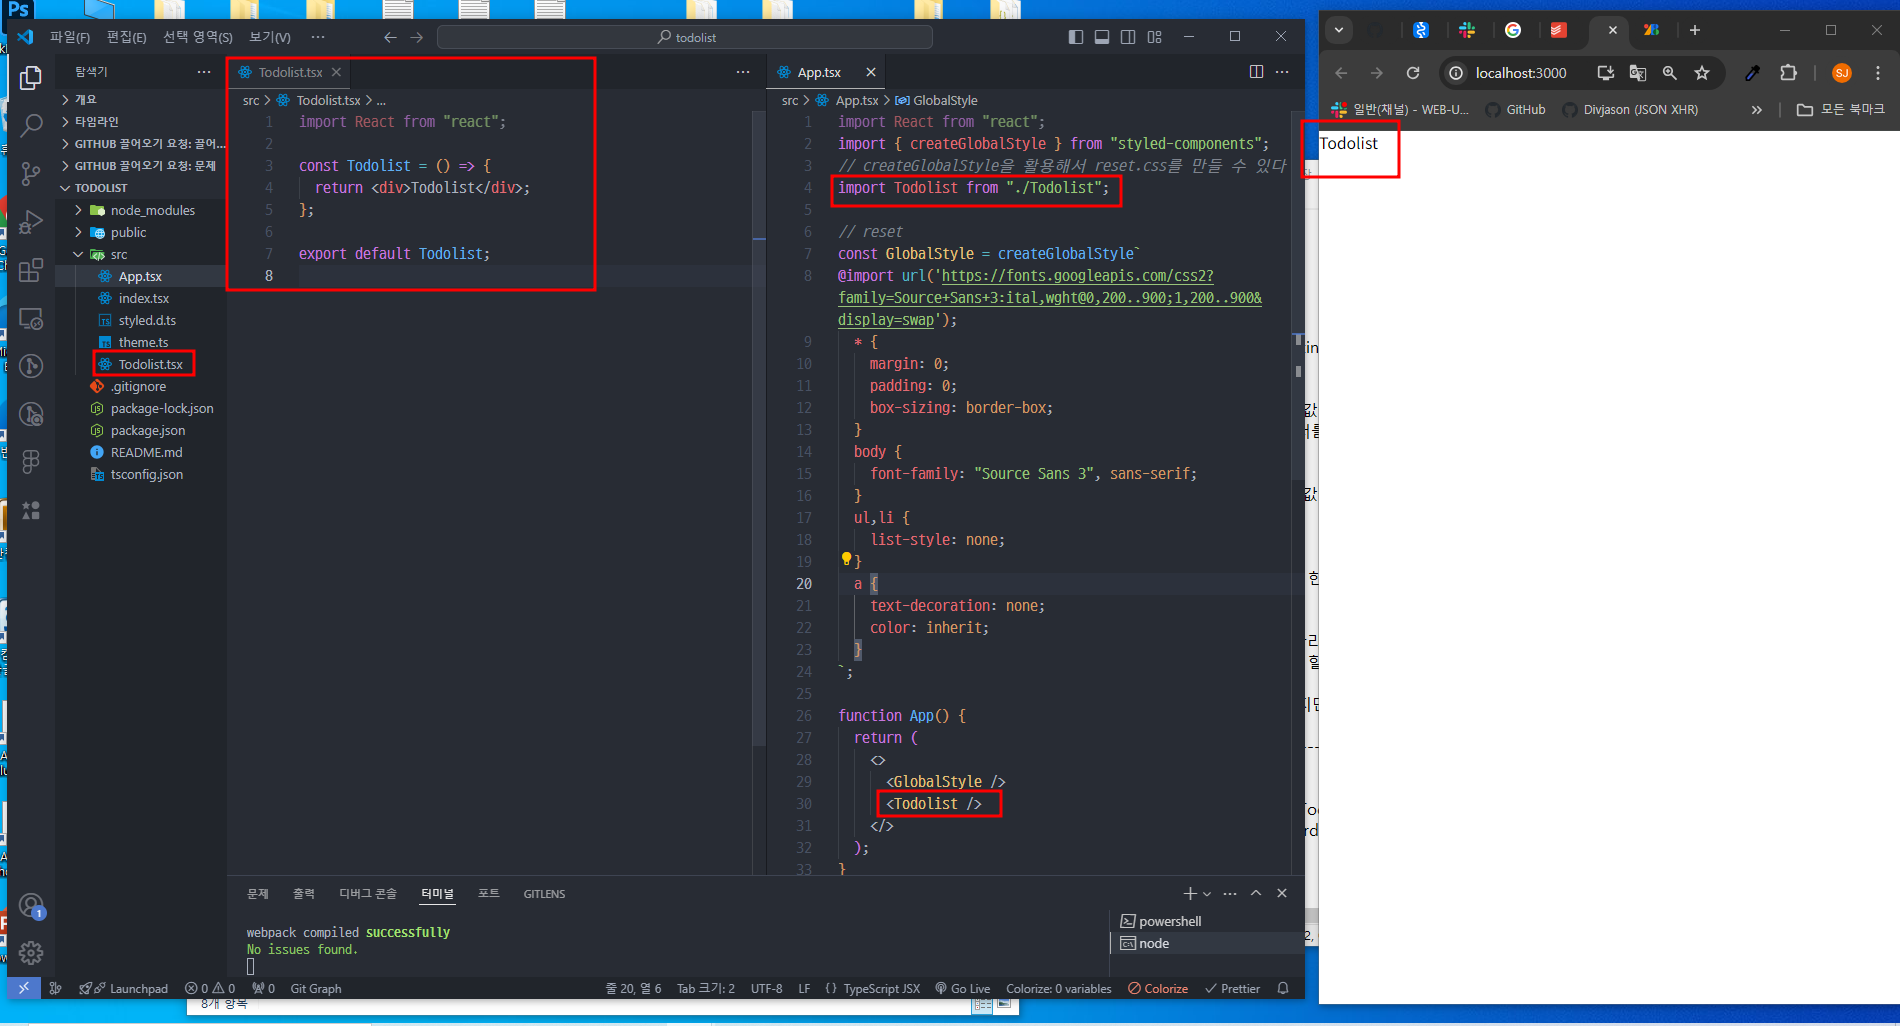 Ps
파일(F) 편집(E) 선택 영역(S) 보기(V) ···
todolist
탐색기
개요
타임라인
GITHUB 끌어오기 요청: 끌어...
GITHUB 끌어오기 요청: 문제
TODOLIST
node_modules
public
src
App.tsx
index.tsx
styled.d.ts
theme.ts
Todolist.tsx
.gitignore
package-lock.json
package.json
README.md
tsconfig.json
1
Todolist.tsx
src > Todolist.tsx > ...
1 import React from "react";
2
3 const Todolist = () => {
4 return <div>Todolist</div>;
5 };
6
7 export default Todolist;
8
App.tsx
src > App.tsx > GlobalStyle
1 import React from "react";
2 import { createGlobalStyle } from "styled-components";
3 // createGlobalStyle을 활용해서 reset.css를 만들 수 있다
4 import Todolist from "./Todolist";
5
6 // reset
7 const GlobalStyle = createGlobalStyle`
8 @import url('https://fonts.googleapis.com/css2?
family=Source+Sans+3:ital,wght@0,200..900;1,200..900&
display=swap');
9 * {
10 margin: 0;
11 padding: 0;
12 box-sizing: border-box;
13 }
14 body {
15 font-family: "Source Sans 3", sans-serif;
16 }
17 ul,li {
18 list-style: none;
19 }
20 a {
21 text-decoration: none;
22 color: inherit;
23 }
24 `;
25
26 function App() {
27 return (
28 <>
29 <GlobalStyle />
30 <Todolist />
31 </>
32 );
33 }
문제 출력 디버그 콘솔 터미널 포트 GITLENS
webpack compiled successfully
No issues found.
powershell
node
Launchpad 0 0 0 Git Graph 줄 20, 열 6 Tab 크기: 2 UTF-8 LF {} TypeScript JSX Go Live Colorize: 0 variables Colorize Prettier
8개 항목
localhost:3000
SJ
일반(채널) - WEB-U... GitHub Divjason (JSON XHR) » 모든 북마크
Todolist